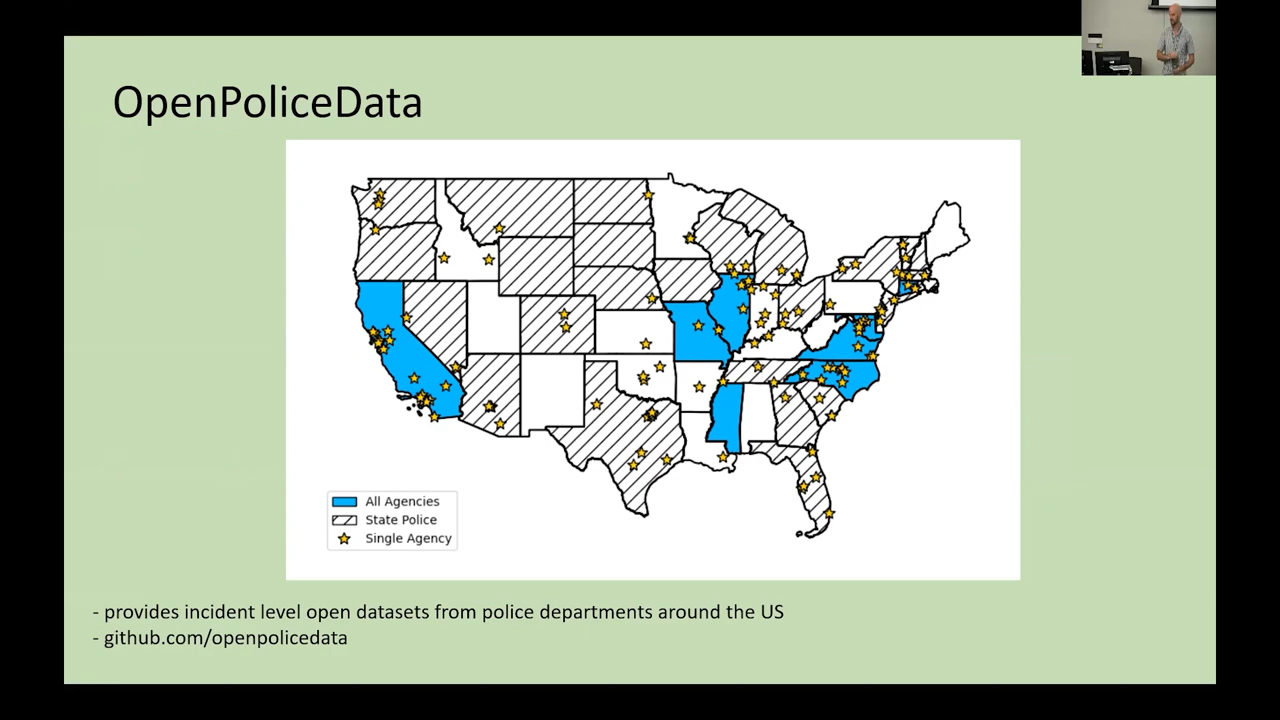 OpenPoliceData
All Agencies
State Police
Single Agency
- provides incident level open datasets from police departments around the US
- github.com/openpolicedata